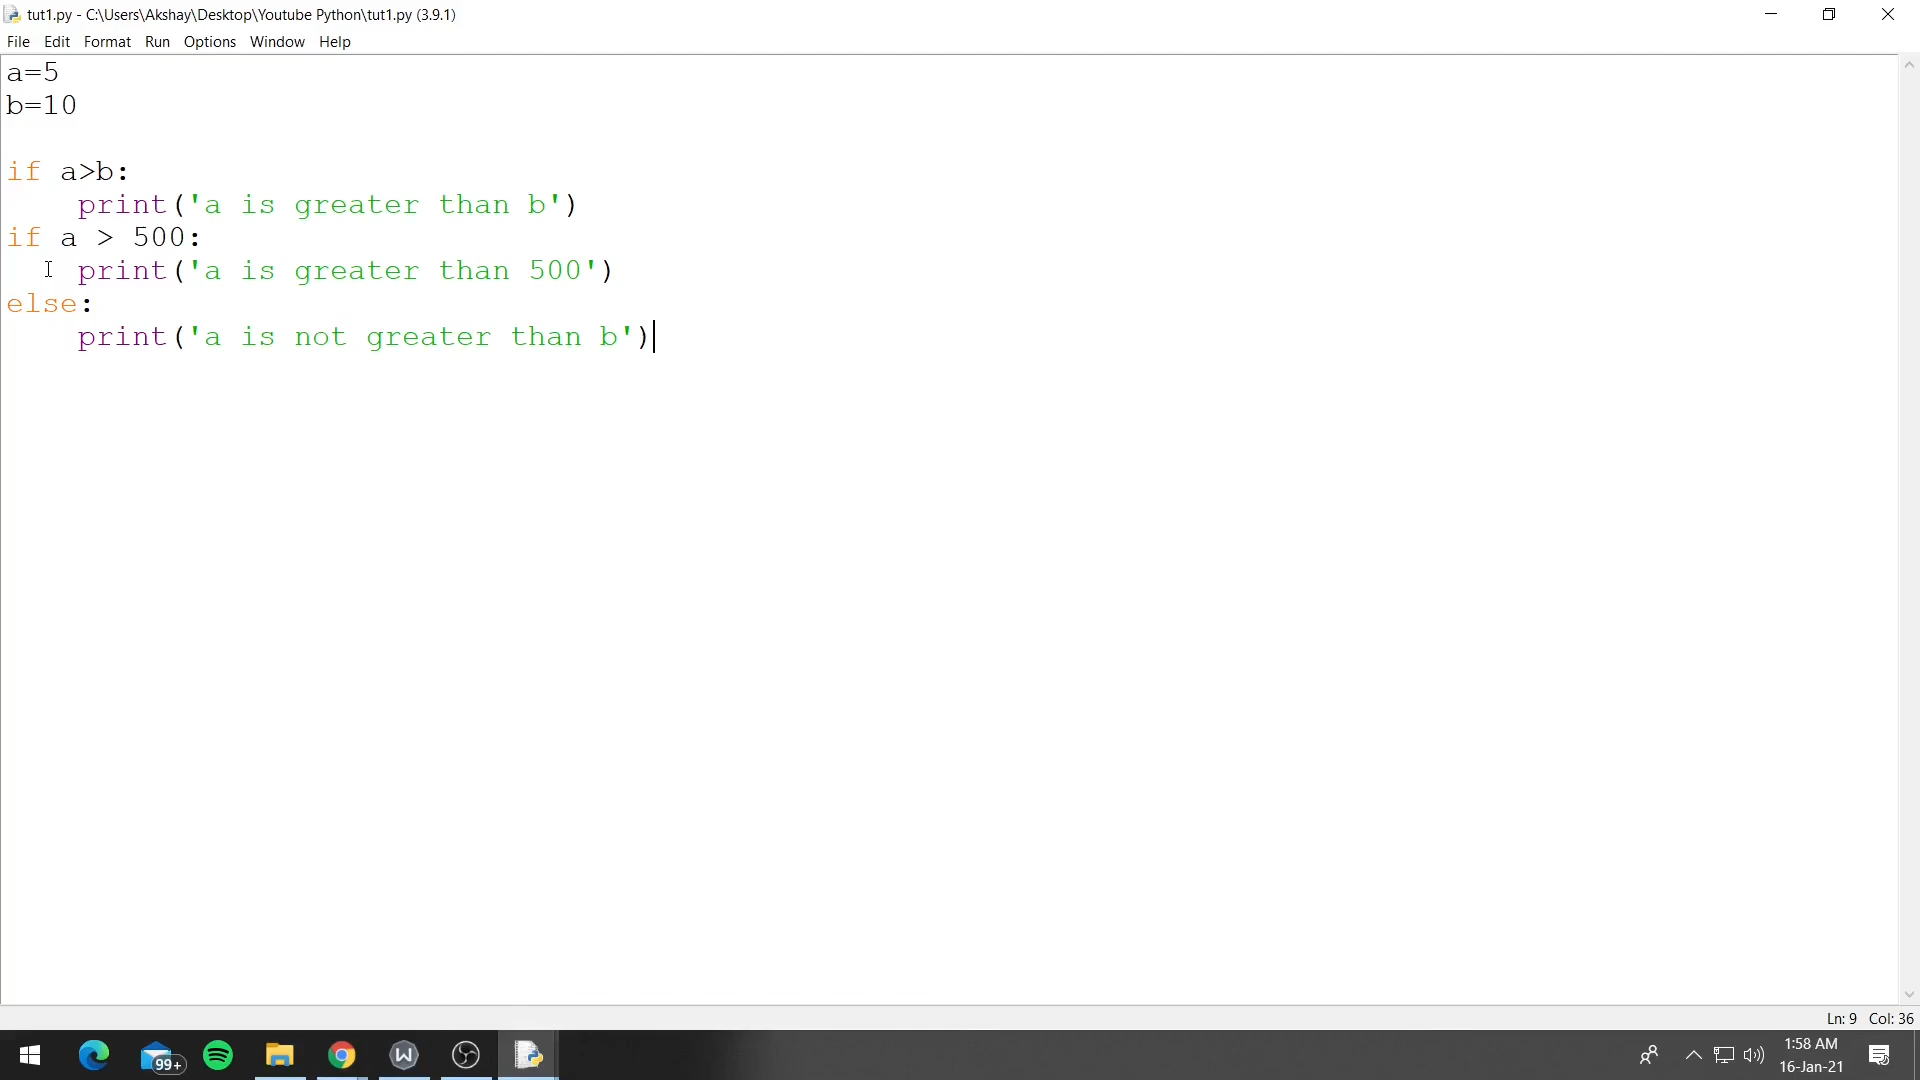 tut1.py - C:\Users\Akshay\Desktop\Youtube Python\tut1.py (3.9.1)
File Edit Format Run Options Window Help
a=5
b=10
if a>b:
    print('a is greater than b')
if a > 500:
    print('a is greater than 500')
else:
    print('a is not greater than b')
Ln: 9 Col: 36
99+
1:58 AM
16-Jan-21